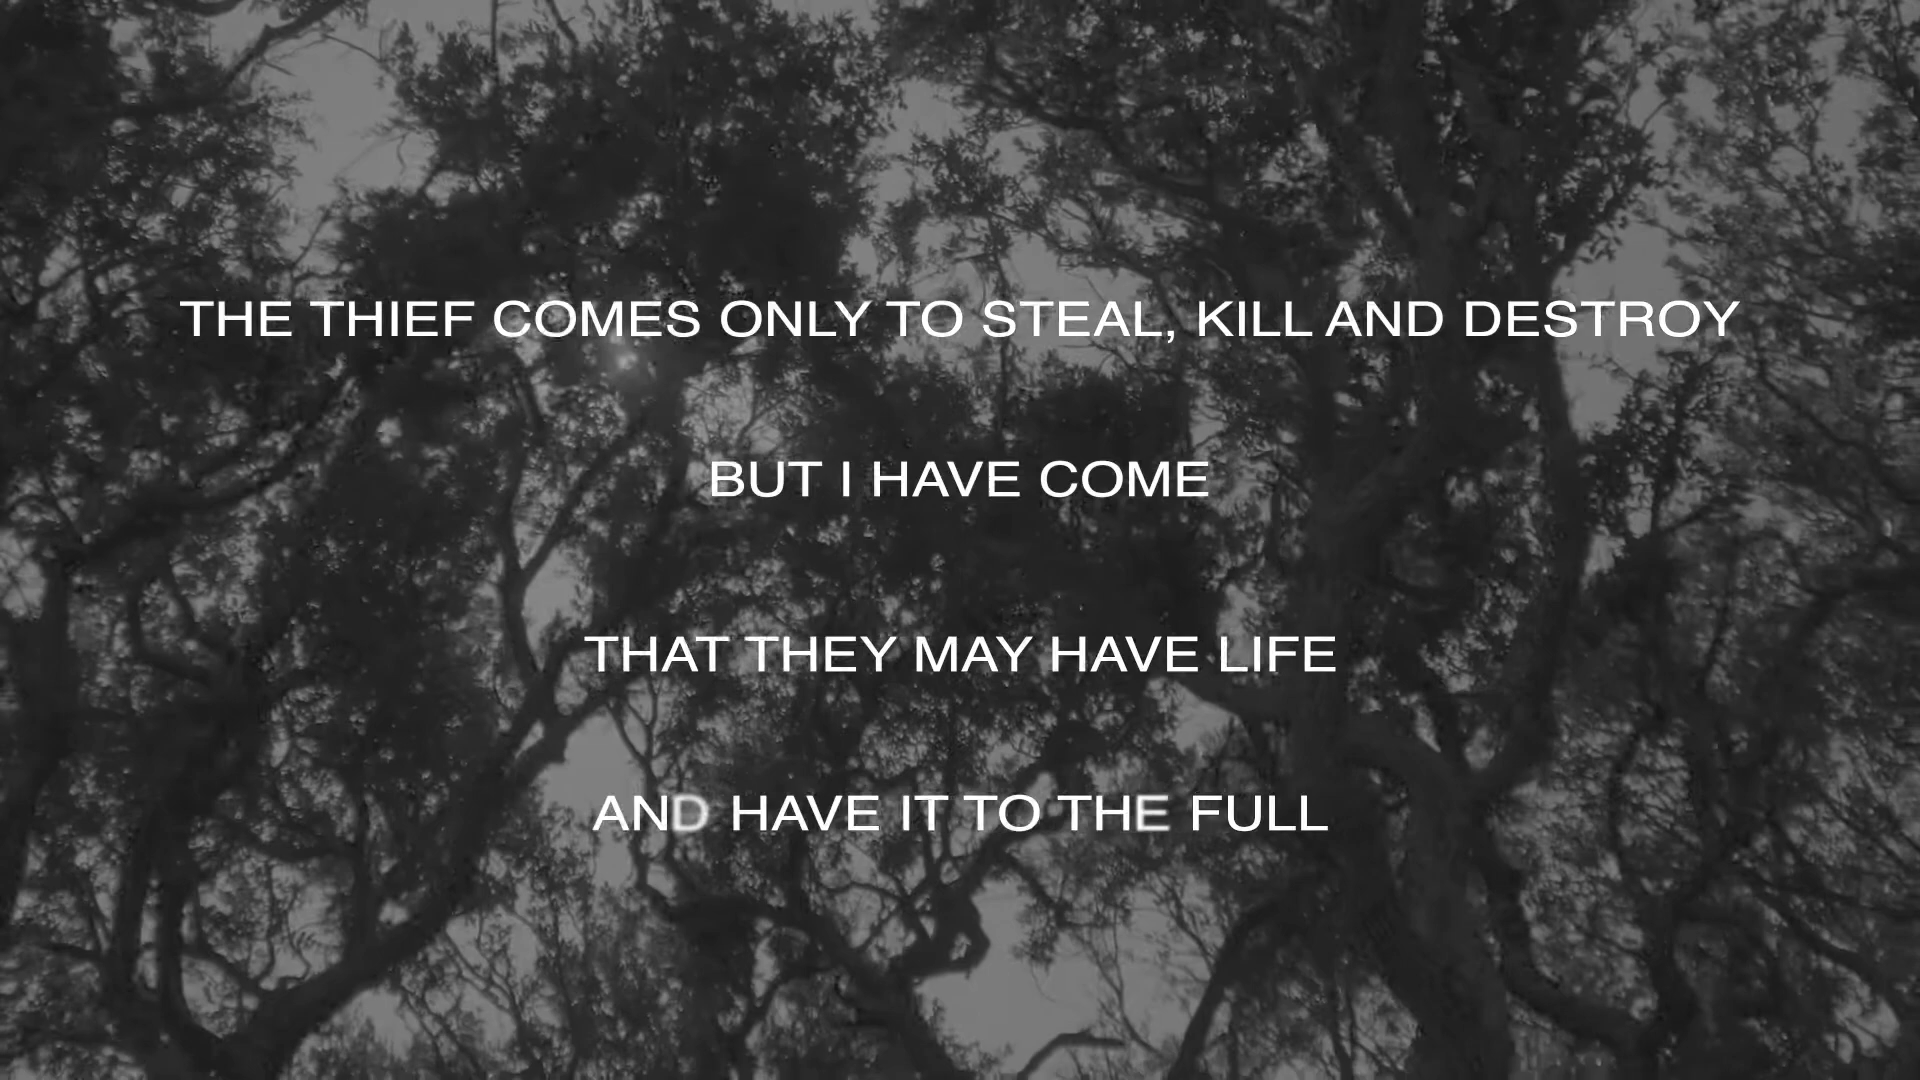 THE THIEF COMES ONLY TO STEAL, KILL AND DESTROY
BUT I HAVE COME
THAT THEY MAY HAVE LIFE
AND HAVE IT TO THE FULL